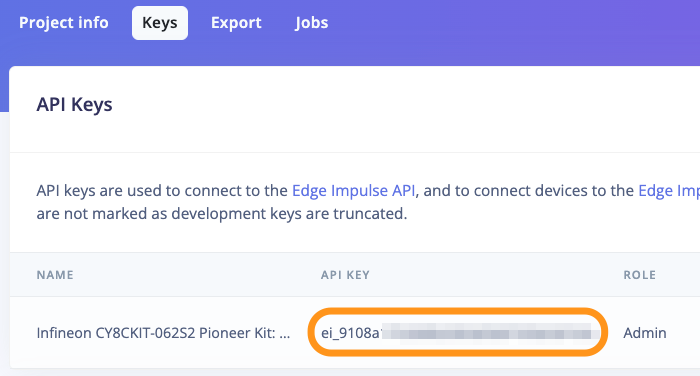 Project info Keys Export Jobs
API Keys
API keys are used to connect to the Edge Impulse API, and to connect devices to the Edge Imp
are not marked as development keys are truncated.
NAME API KEY ROLE
Infineon CY8CKIT-062S2 Pioneer Kit: ... ei_9108a Admin